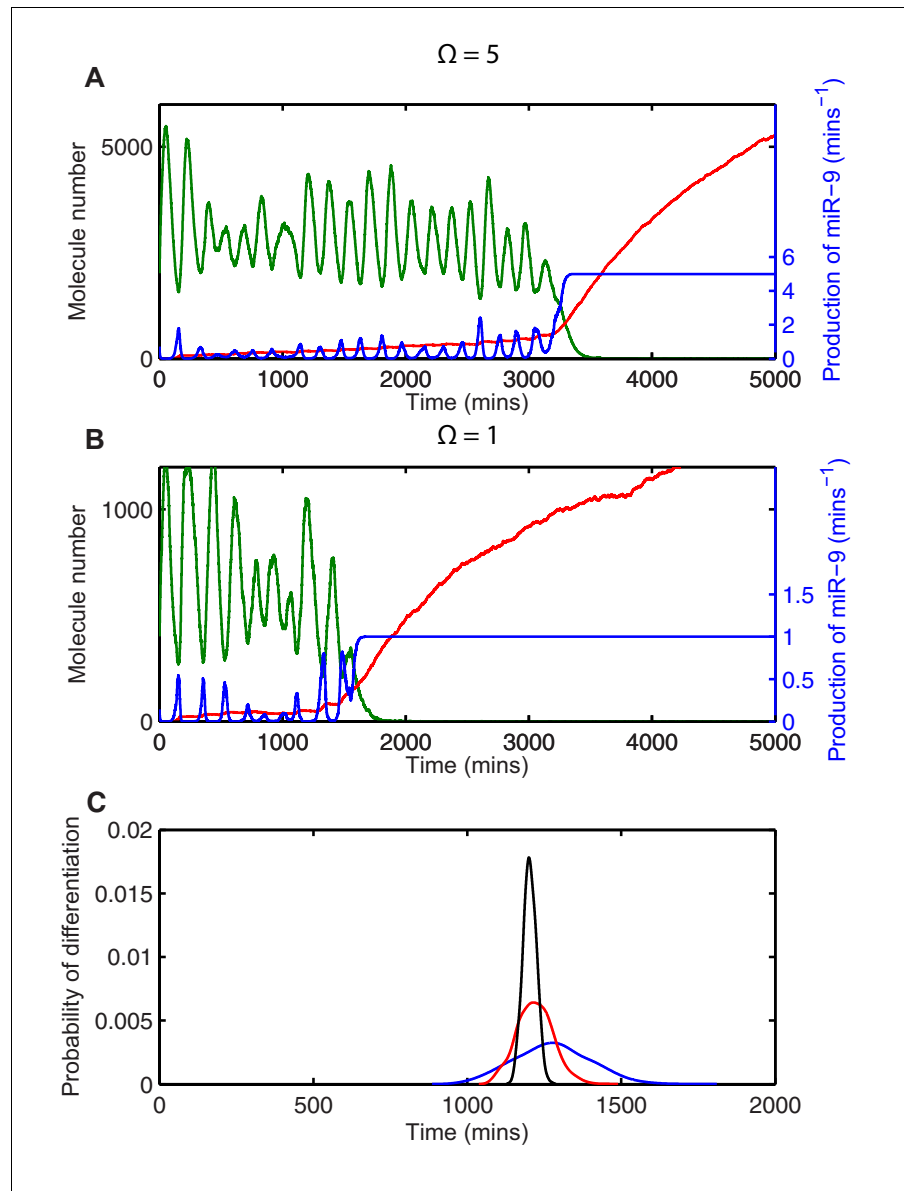 Ω = 5
A
Molecule number
5000
0
6
5
4
2
1
0
Production of miR−9 (mins⁻¹)
0 1000 2000 3000 4000 5000
Time (mins)
Ω = 1
B
Molecule number
1000
0
1.5
1
0.5
0
Production of miR−9 (mins⁻¹)
0 1000 2000 3000 4000 5000
Time (mins)
C
Probability of differentiation
0.02
0.015
0.01
0.005
0
0 500 1000 1500 2000
Time (mins)